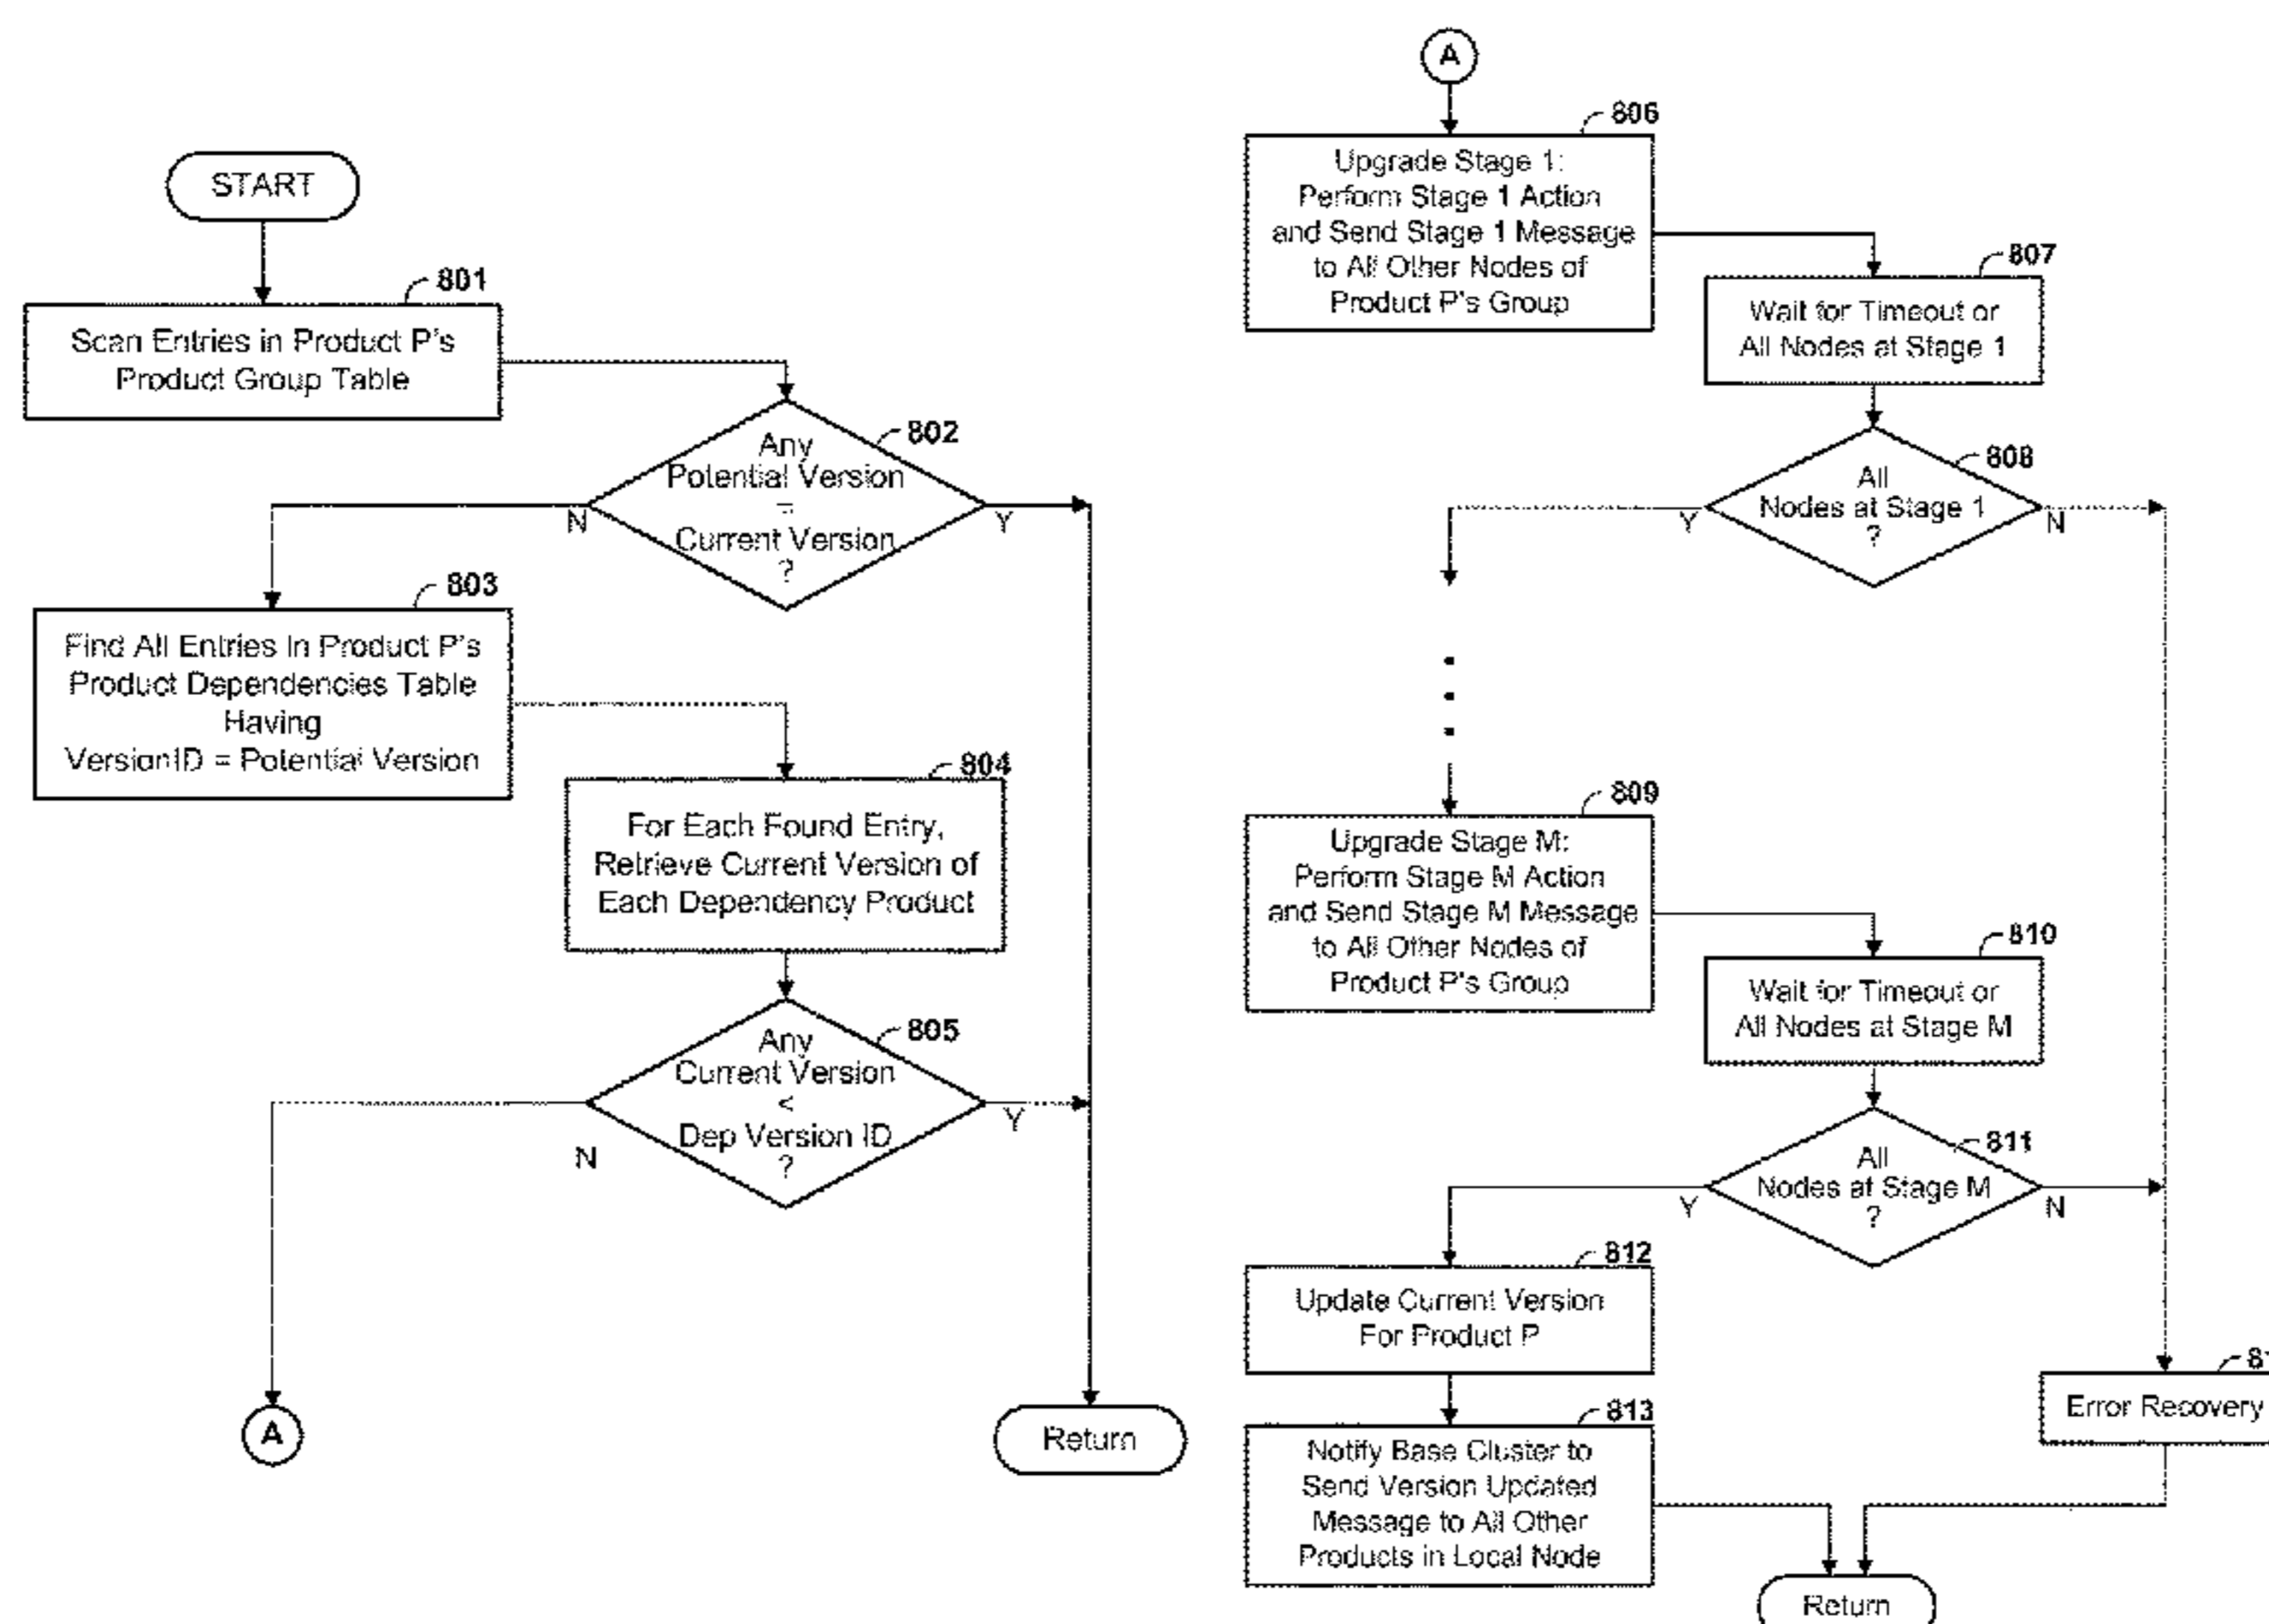 START
801
Scan Entries in Product P's
Product Group Table
802
Any
Potential Version
=
Current Version
?
N
Y
803
Find All Entries In Product P's
Product Dependencies Table
Having
VersionID = Potential Version
804
For Each Found Entry,
Retrieve Current Version of
Each Dependency Product
805
Any
Current Version
<
Dep Version ID
?
N
Y
A
Return
A
806
Upgrade Stage 1:
Perform Stage 1 Action
and Send Stage 1 Message
to All Other Nodes of
Product P's Group
807
Wait for Timeout or
All Nodes at Stage 1
808
All
Nodes at Stage 1
?
Y
N
809
Upgrade Stage M:
Perform Stage M Action
and Send Stage M Message
to All Other Nodes of
Product P's Group
810
Wait for Timeout or
All Nodes at Stage M
811
All
Nodes at Stage M
?
Y
N
812
Update Current Version
For Product P
813
Notify Base Cluster to
Send Version Updated
Message to All Other
Products in Local Node
Error Recovery
Return